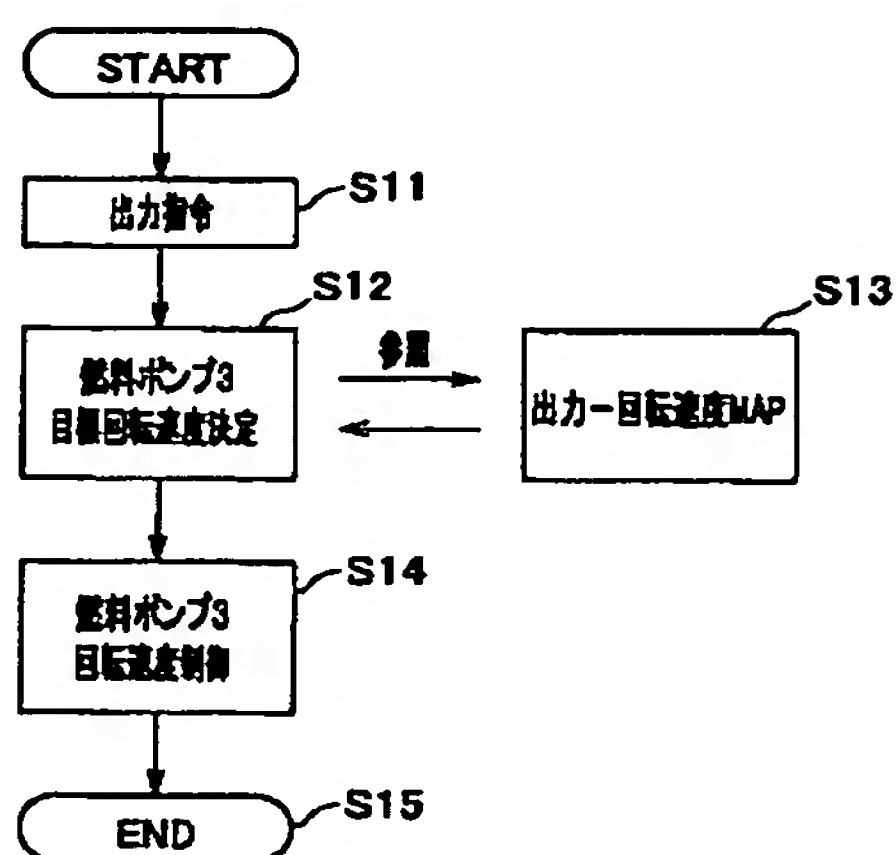 START
出力指令
S11
燃料ポンプ3
目標回転速度決定
S12
参照
出力ー回転速度MAP
S13
燃料ポンプ3
回転速度制御
S14
END
S15